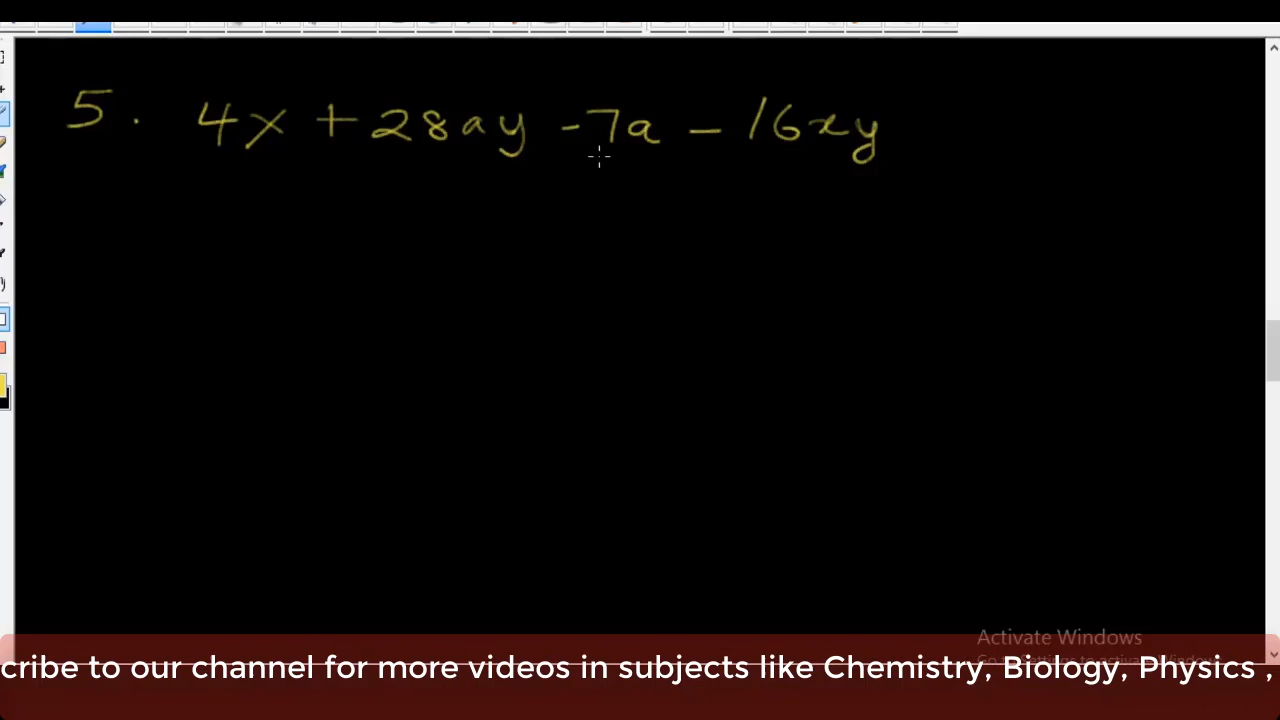 5. 4x + 28ay - 7a - 16xy
Activate Windows
cribe to our channel for more videos in subjects like Chemistry, Biology, Physics ,